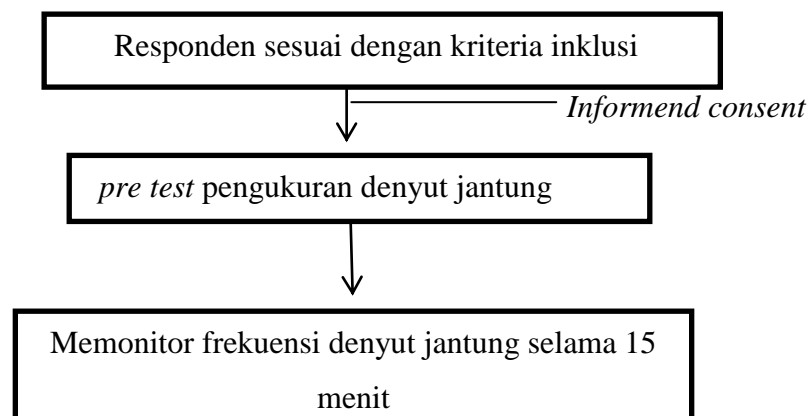 Responden sesuai dengan kriteria inklusi
Informend consent
pre test pengukuran denyut jantung
Memonitor frekuensi denyut jantung selama 15
menit